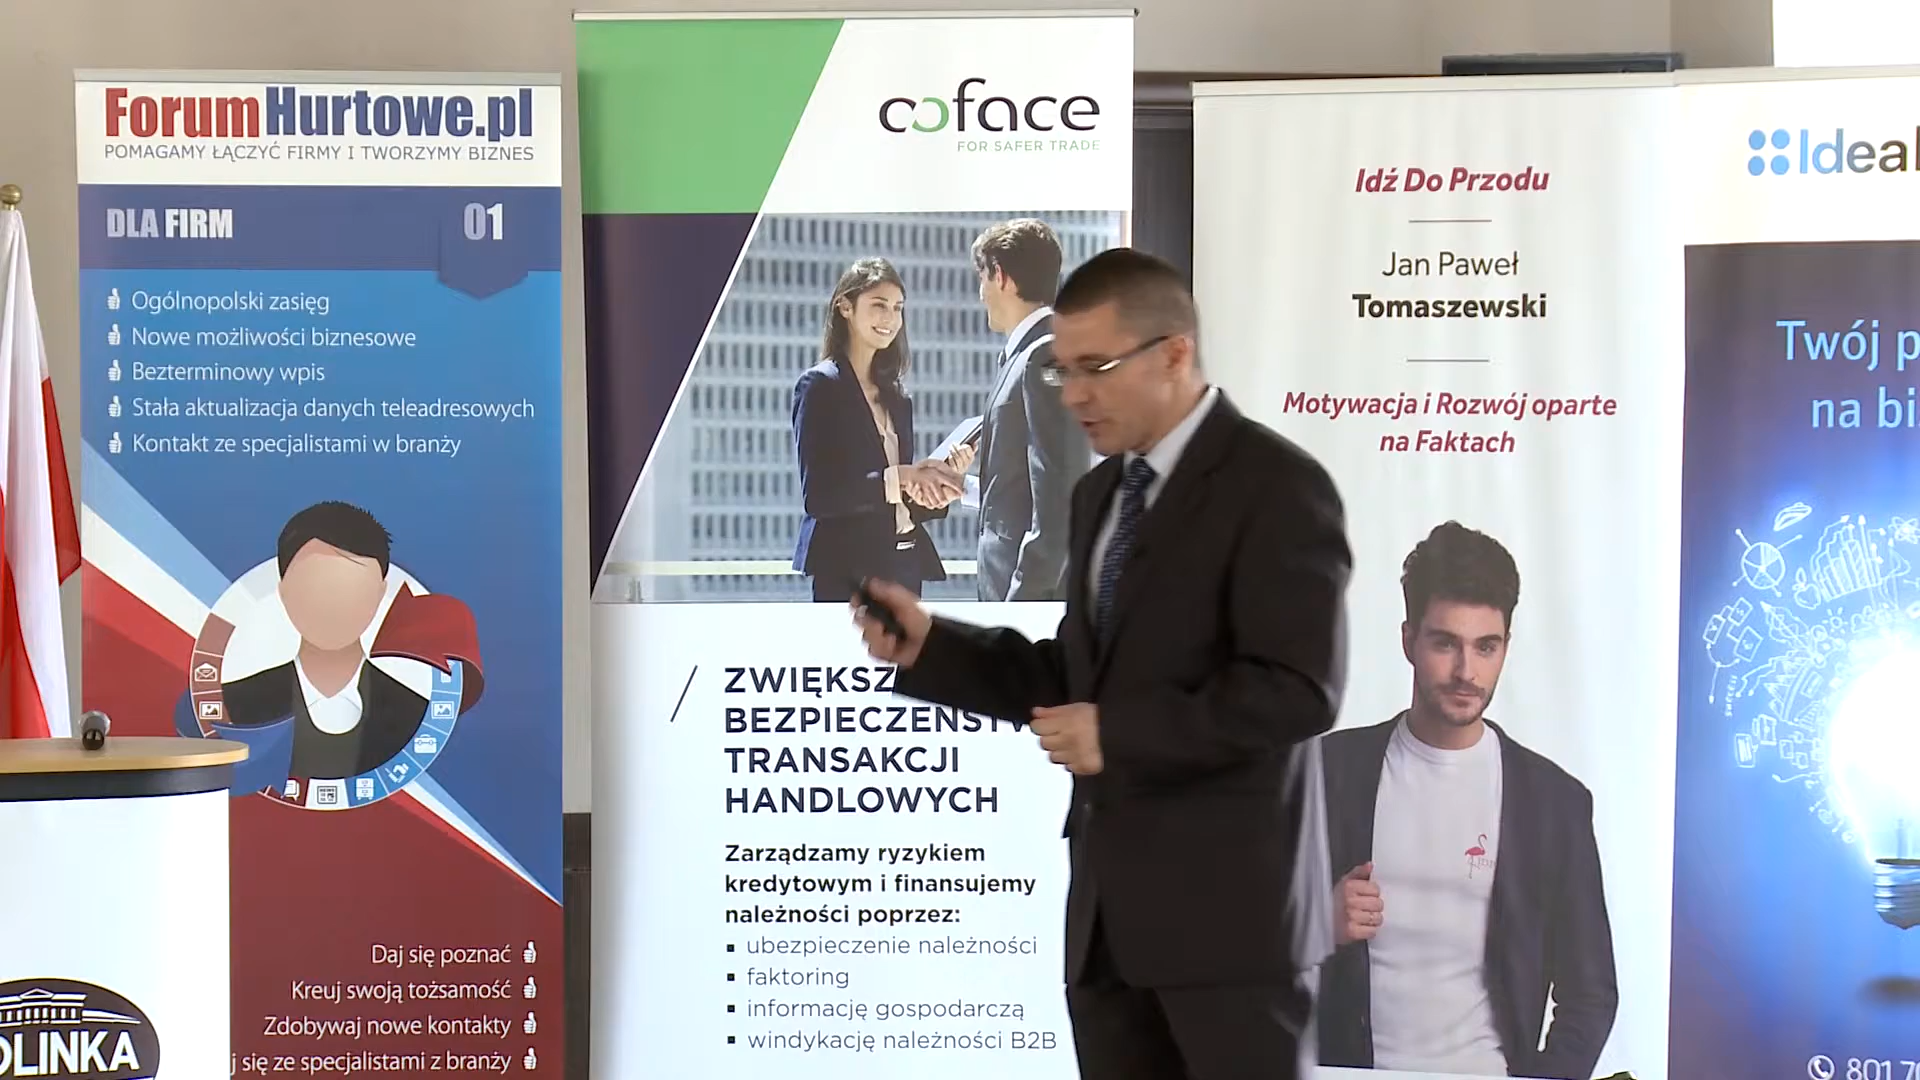 ForumHurtowe.pl
POMAGAMY ŁĄCZYĆ FIRMY I TWORZYMY BIZNES
DLA FIRM
01
Ogólnopolski zasięg
Nowe możliwości biznesowe
Bezterminowy wpis
Stała aktualizacja danych teleadresowych
Kontakt ze specjalistami w branży
Daj się poznać
Kreuj swoją tożsamość
Zdobywaj nowe kontakty
się ze specjalistami z branży
coface
FOR SAFER TRADE
ZWIĘKSZ
BEZPIECZEŃSTW
TRANSAKCJI
HANDLOWYCH
Zarządzamy ryzykiem
kredytowym i finansujemy
należności poprzez:
ubezpieczenie należności
faktoring
informację gospodarczą
windykację należności B2B
Idź Do Przodu
Jan Paweł
Tomaszewski
Motywacja i Rozwój oparte
na Faktach
Ideal
Twój p
na bi
801 70